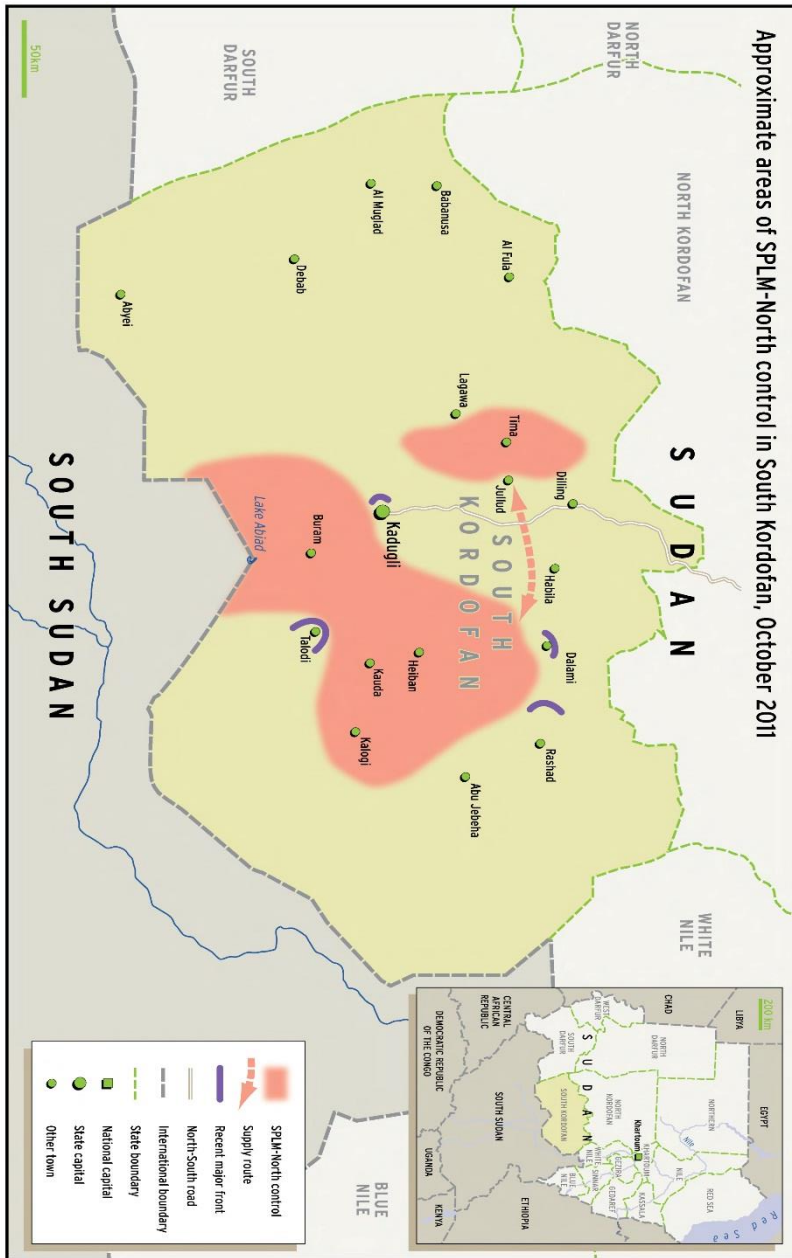 Approximate areas of SPLM-North control in South Kordofan, October 2011
NORTH
DARFUR
NORTH KORDOFAN
WHITE
NILE
SOUTH
DARFUR
SUDAN
SOUTH
KORDOFAN
SOUTH SUDAN
BLUE
NILE
Al Fula
Babanusa
Al Muglad
Debab
Abyei
Lagawa
Tima
Jullud
Dilling
Habila
Dalami
Rashad
Abu Jebeha
Kadugli
Heiban
Kauda
Kalogi
Talodi
Buram
Lake Abiad
50km
200 km
LIBYA
EGYPT
CHAD
NORTHERN
Nile
RED SEA
Red Sea
NILE
NORTH
DARFUR
KHARTOUM
Khartoum
KASSALA
NORTH
KORDOFAN
GEZIRA
GEDAREF
WEST
DARFUR
SUDAN
WHITE
NILE
SINNAR
SOUTH
DARFUR
SOUTH KORDOFAN
BLUE
NILE
CENTRAL
AFRICAN
REPUBLIC
SOUTH SUDAN
ETHIOPIA
DEMOCRATIC REPUBLIC
OF THE CONGO
UGANDA
KENYA
SPLM-North control
Supply route
Recent major front
North-South road
International boundary
State boundary
National capital
State capital
Other town